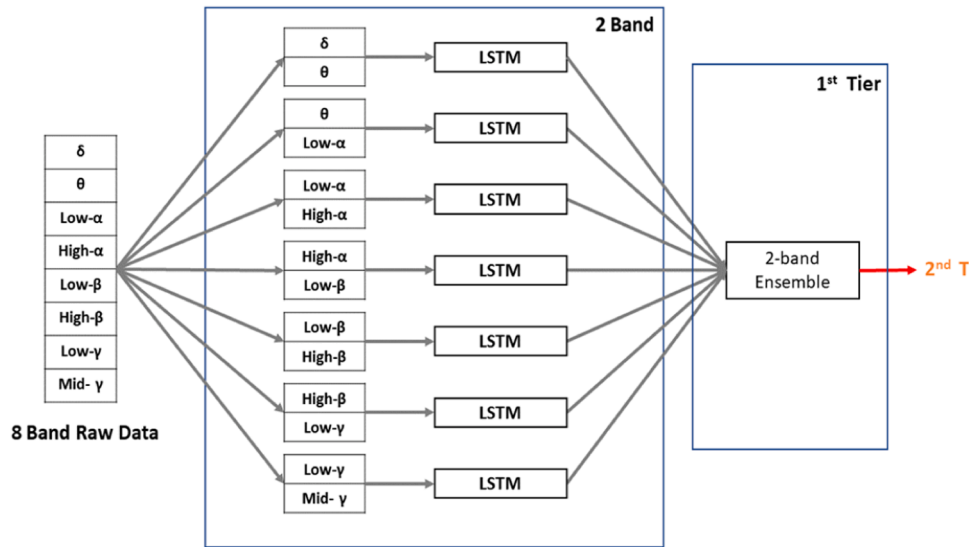 δ
θ
Low-α
High-α
Low-β
High-β
Low-γ
Mid- γ
8 Band Raw Data
2 Band
δ
θ
LSTM
θ
Low-α
LSTM
Low-α
High-α
LSTM
High-α
Low-β
LSTM
Low-β
High-β
LSTM
High-β
Low-γ
LSTM
Low-γ
Mid- γ
LSTM
1st Tier
2-band
Ensemble
2nd T